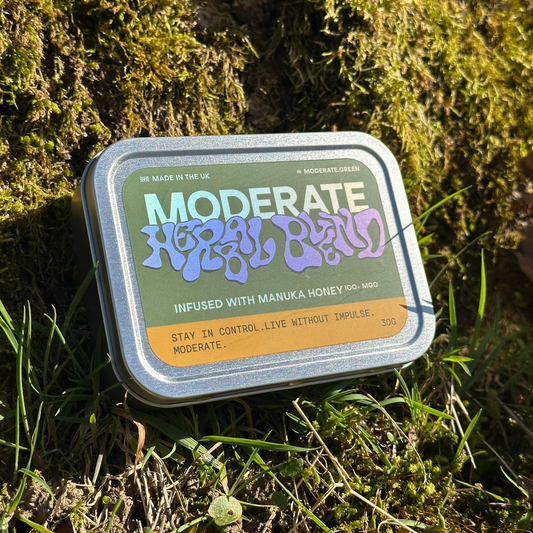 MADE IN THE UK
MODERATE.GREEN
MODERATE
HERBAL BLEND
INFUSED WITH MANUKA HONEY 100+ MGO
STAY IN CONTROL.LIVE WITHOUT IMPULSE.
MODERATE.
30G